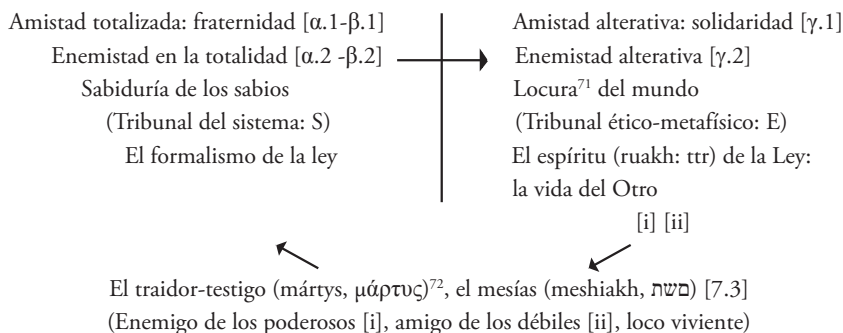 Amistad totalizada: fraternidad [α.1-β.1]
Enemistad en la totalidad [α.2 -β.2]
Sabiduría de los sabios
(Tribunal del sistema: S)
El formalismo de la ley
Amistad alterativa: solidaridad [γ.1]
Enemistad alterativa [γ.2]
Locura⁷¹ del mundo
(Tribunal ético-metafísico: E)
El espíritu (ruakh: ttr) de la Ley:
la vida del Otro
[i] [ii]
El traidor-testigo (mártys, μάρτυς)⁷², el mesías (meshiakh, םשת) [7.3]
(Enemigo de los poderosos [i], amigo de los débiles [ii], loco viviente)